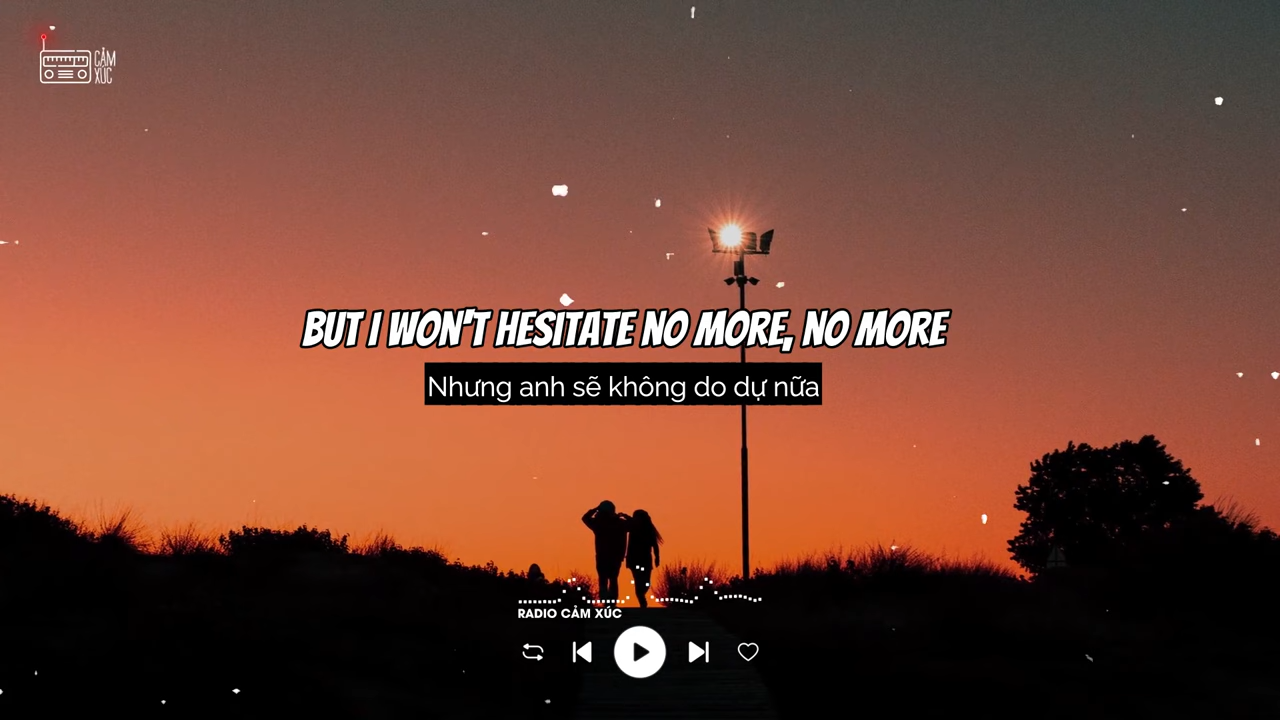 CẢM
XÚC
BUT I WON'T HESITATE NO MORE, NO MORE
Nhưng anh sẽ không do dự nữa
RADIO CẢM XÚC